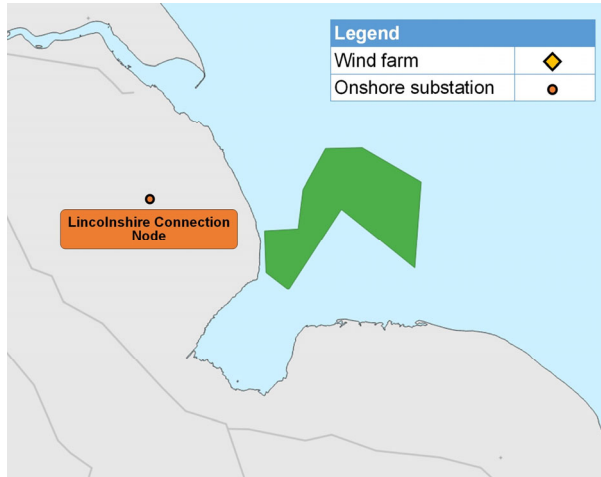 Legend
Wind farm
Onshore substation
Lincolnshire Connection
Node